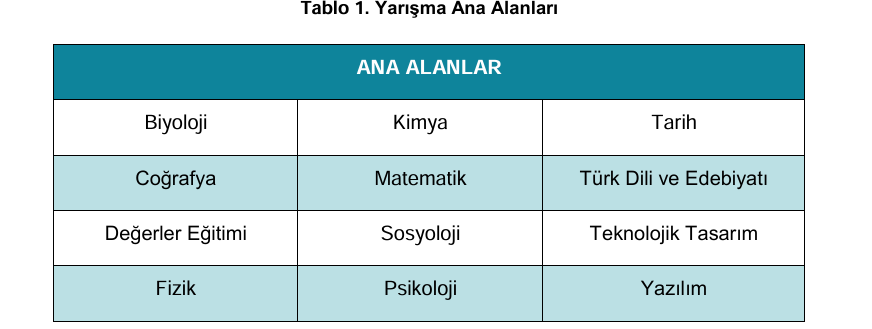 Tablo 1. Yarışma Ana Alanları
ANA ALANLAR
Biyoloji Kimya Tarih
Coğrafya Matematik Türk Dili ve Edebiyatı
Değerler Eğitimi Sosyoloji Teknolojik Tasarım
Fizik Psikoloji Yazılım